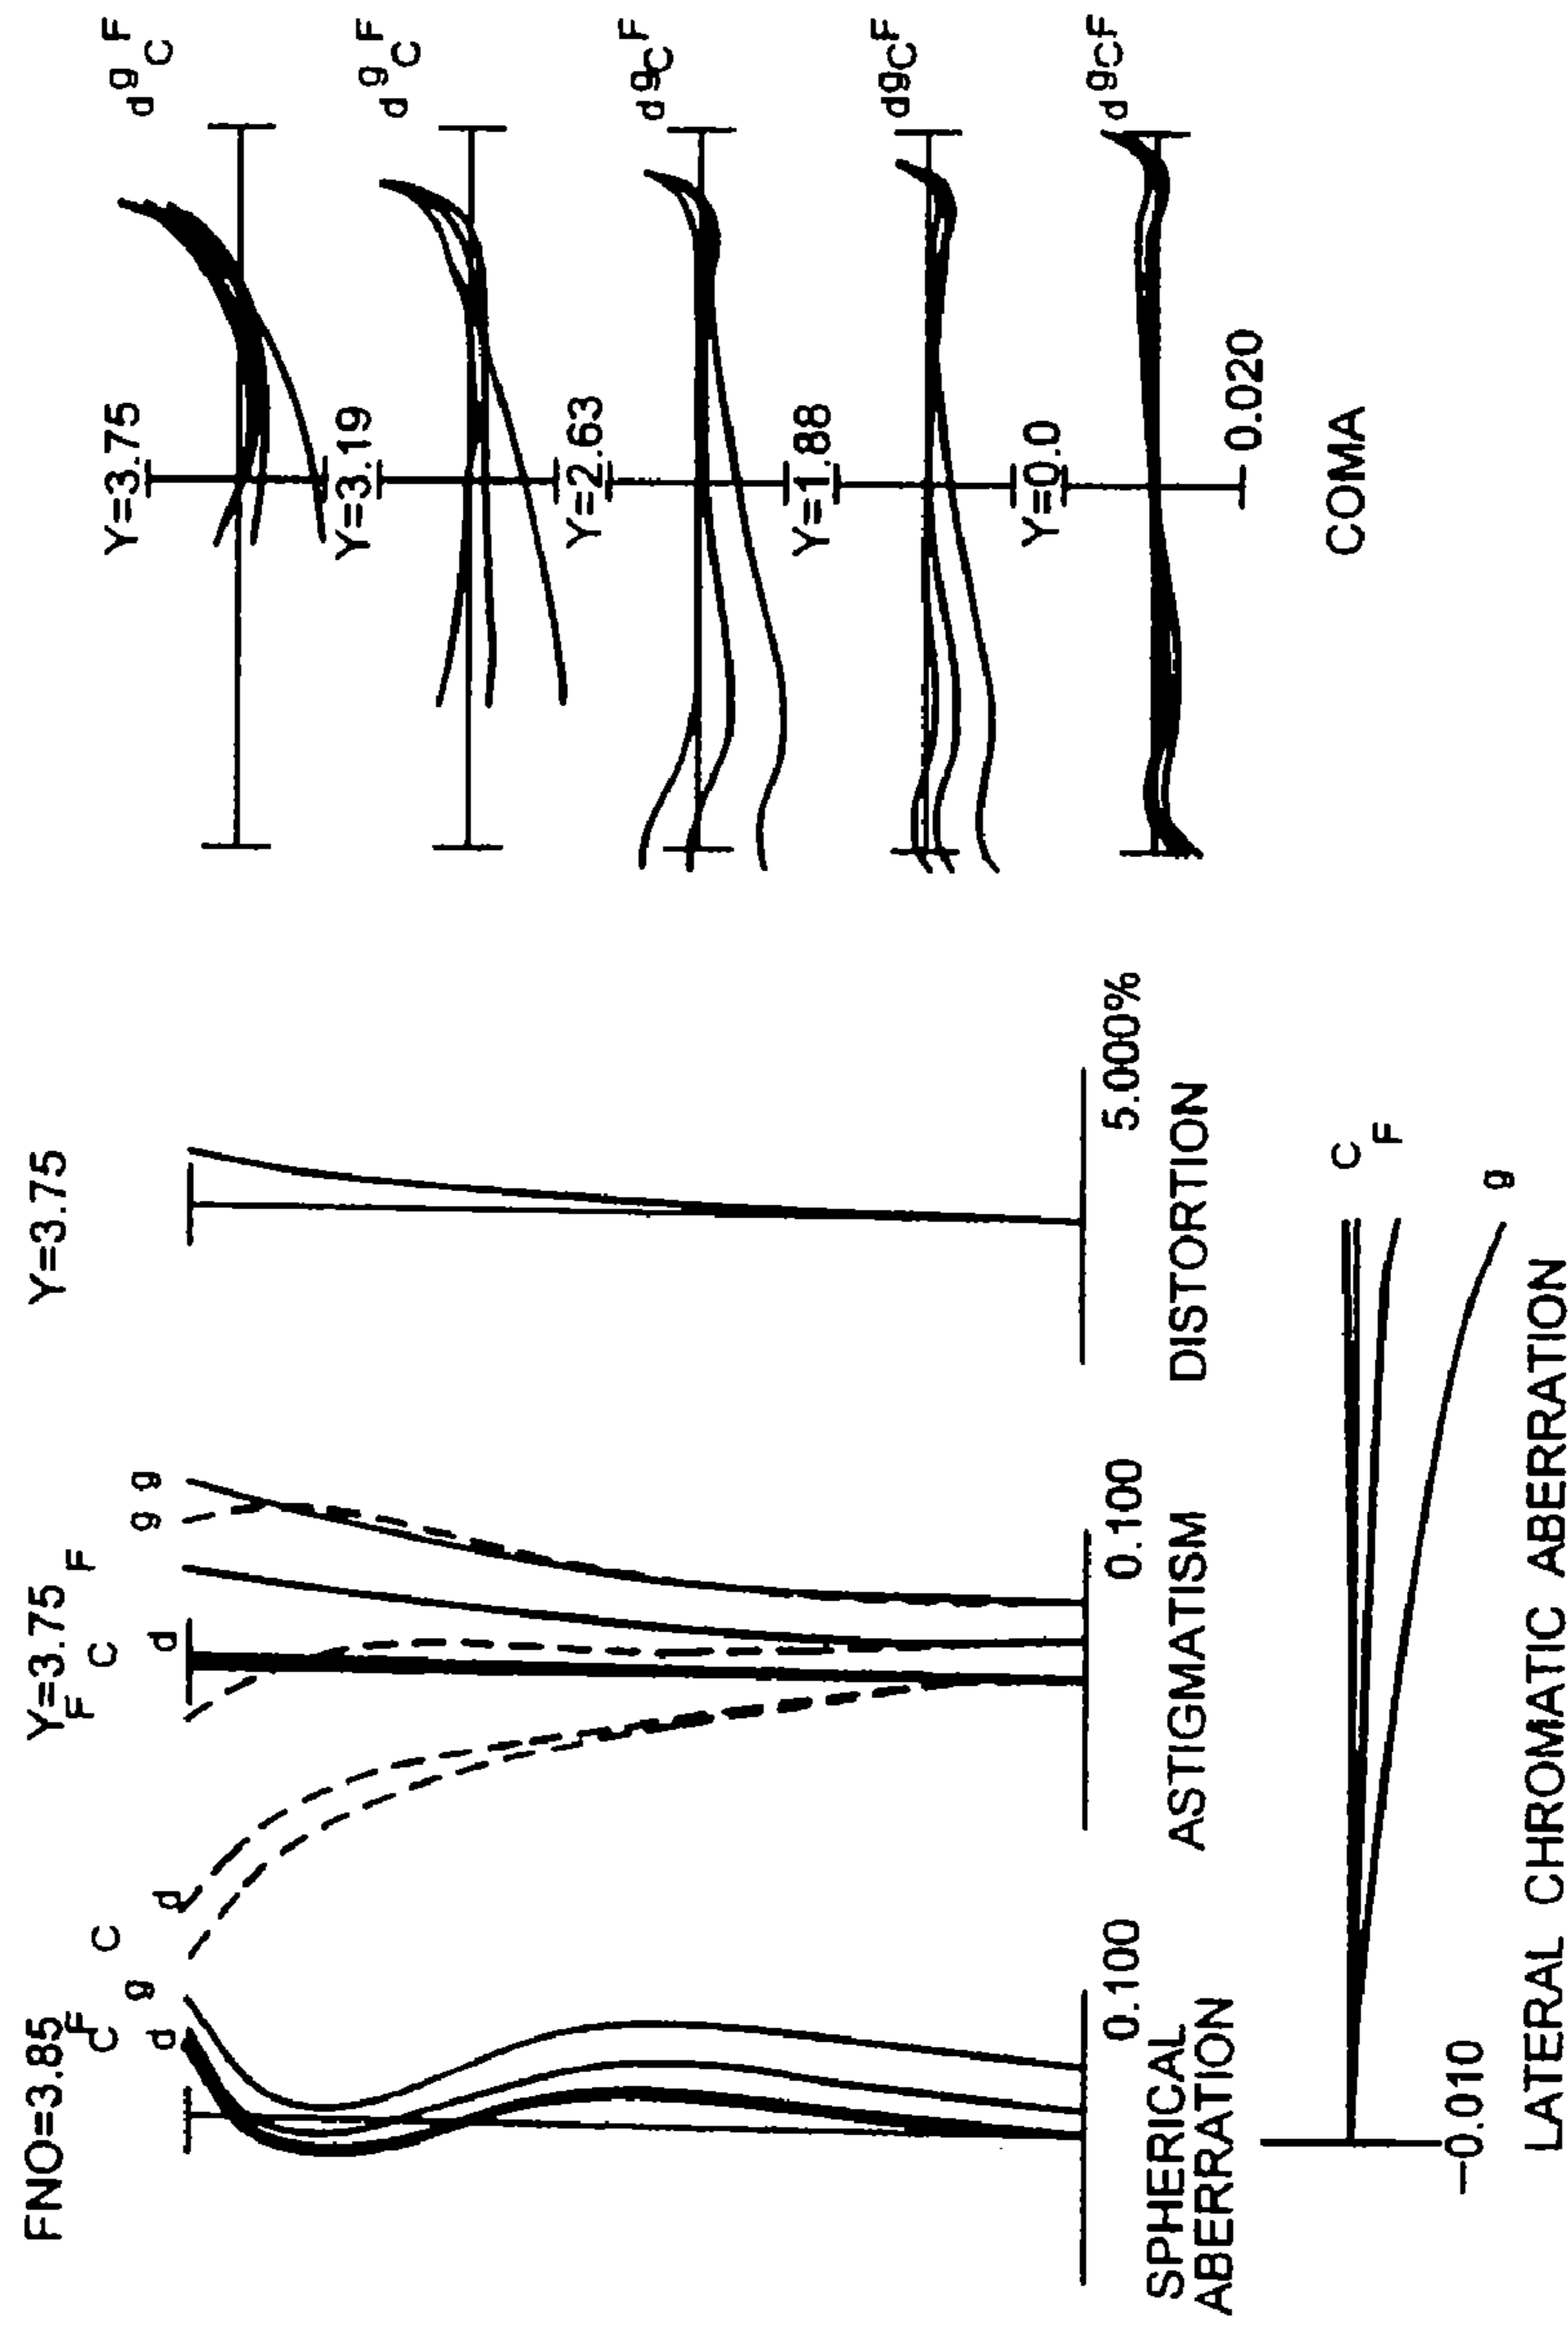 FNO=3.85
F
C
g
d
0.100
SPHERICAL
ABERRATION
Y=3.75
F
F
C
C
d
d
g g
0.100
ASTIGMATISM
Y=3.75
5.000%
DISTORTION
Y=3.75
d g C F
Y=3.19
d g C F
Y=2.63
d g C F
Y=1.88
d g C F
Y=0.0
d g C F
0.020
COMA
C
F
g
-0.010
LATERAL CHROMATIC ABERRATION